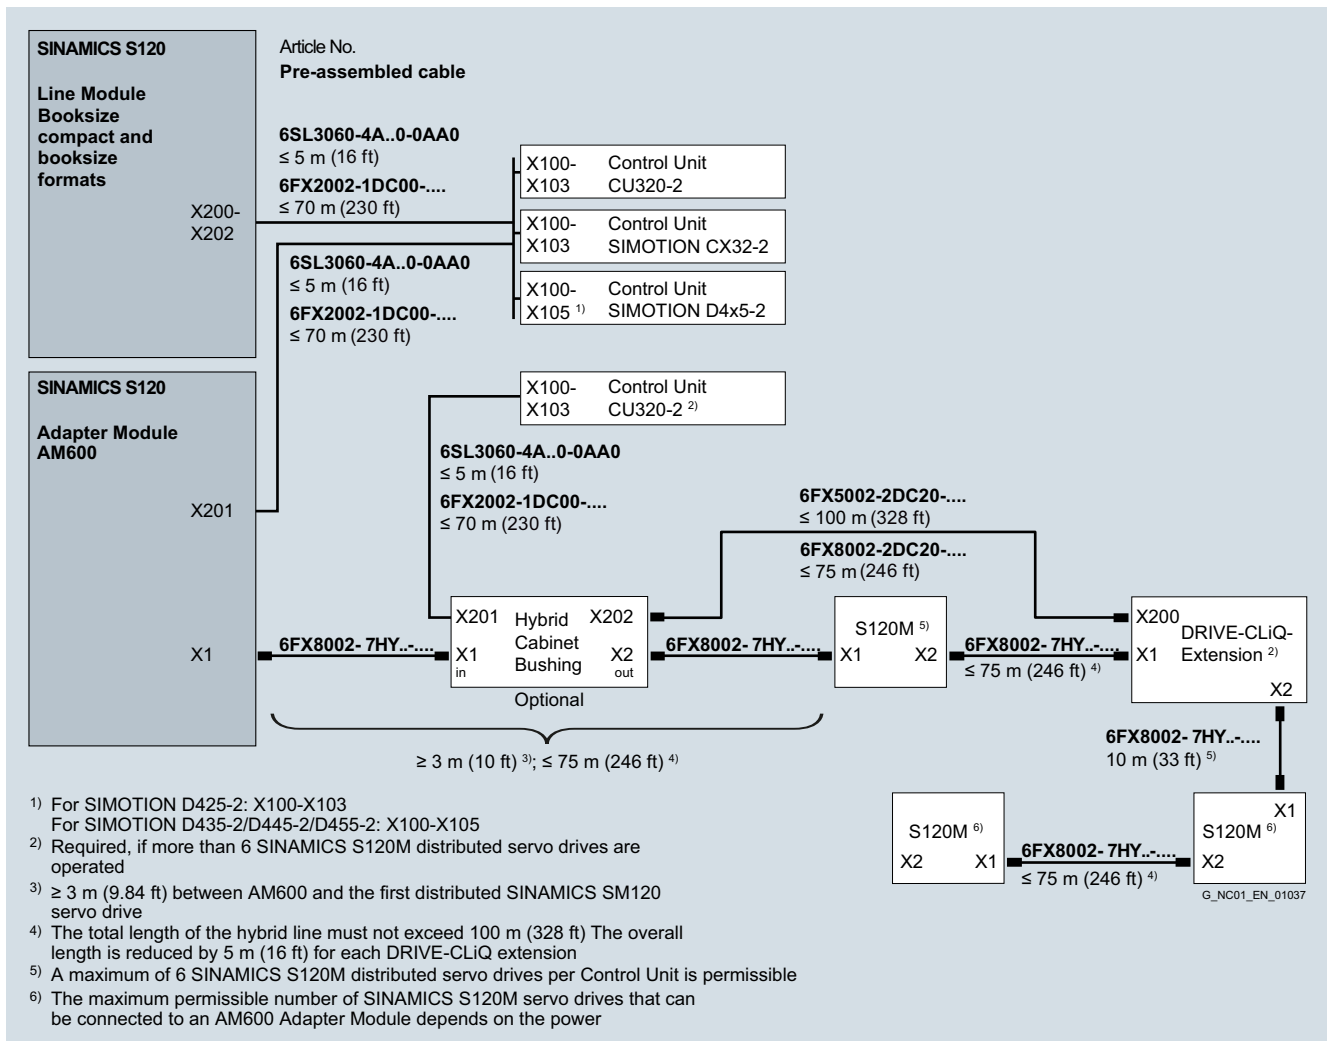 SINAMICS S120
Line Module
Booksize
compact and
booksize
formats
X200-
X202
Article No.
Pre-assembled cable
6SL3060-4A..0-0AA0
≤ 5 m (16 ft)
6FX2002-1DC00-....
≤ 70 m (230 ft)
X100-
X103
Control Unit
CU320-2
X100-
X103
Control Unit
SIMOTION CX32-2
X100-
X105 1)
Control Unit
SIMOTION D4x5-2
6SL3060-4A..0-0AA0
≤ 5 m (16 ft)
6FX2002-1DC00-....
≤ 70 m (230 ft)
SINAMICS S120
Adapter Module
AM600
X201
X1
X100-
X103
Control Unit
CU320-2 2)
6SL3060-4A..0-0AA0
≤ 5 m (16 ft)
6FX2002-1DC00-....
≤ 70 m (230 ft)
6FX5002-2DC20-....
≤ 100 m (328 ft)
6FX8002-2DC20-....
≤ 75 m (246 ft)
6FX8002- 7HY..-....
X201
X1
in
Hybrid
Cabinet
Bushing
X202
X2
out
Optional
6FX8002- 7HY..-....
S120M 5)
X1 X2
6FX8002- 7HY..-....
≤ 75 m (246 ft) 4)
X200
X1
DRIVE-CLiQ-
Extension 2)
X2
≥ 3 m (10 ft) 3); ≤ 75 m (246 ft) 4)
6FX8002- 7HY..-....
10 m (33 ft) 5)
S120M 6)
X2 X1
6FX8002- 7HY..-....
≤ 75 m (246 ft) 4)
X1
S120M 6)
X2
G_NC01_EN_01037
1) For SIMOTION D425-2: X100-X103
For SIMOTION D435-2/D445-2/D455-2: X100-X105
2) Required, if more than 6 SINAMICS S120M distributed servo drives are
operated
3) ≥ 3 m (9.84 ft) between AM600 and the first distributed SINAMICS SM120
servo drive
4) The total length of the hybrid line must not exceed 100 m (328 ft) The overall
length is reduced by 5 m (16 ft) for each DRIVE-CLiQ extension
5) A maximum of 6 SINAMICS S120M distributed servo drives per Control Unit is permissible
6) The maximum permissible number of SINAMICS S120M servo drives that can
be connected to an AM600 Adapter Module depends on the power